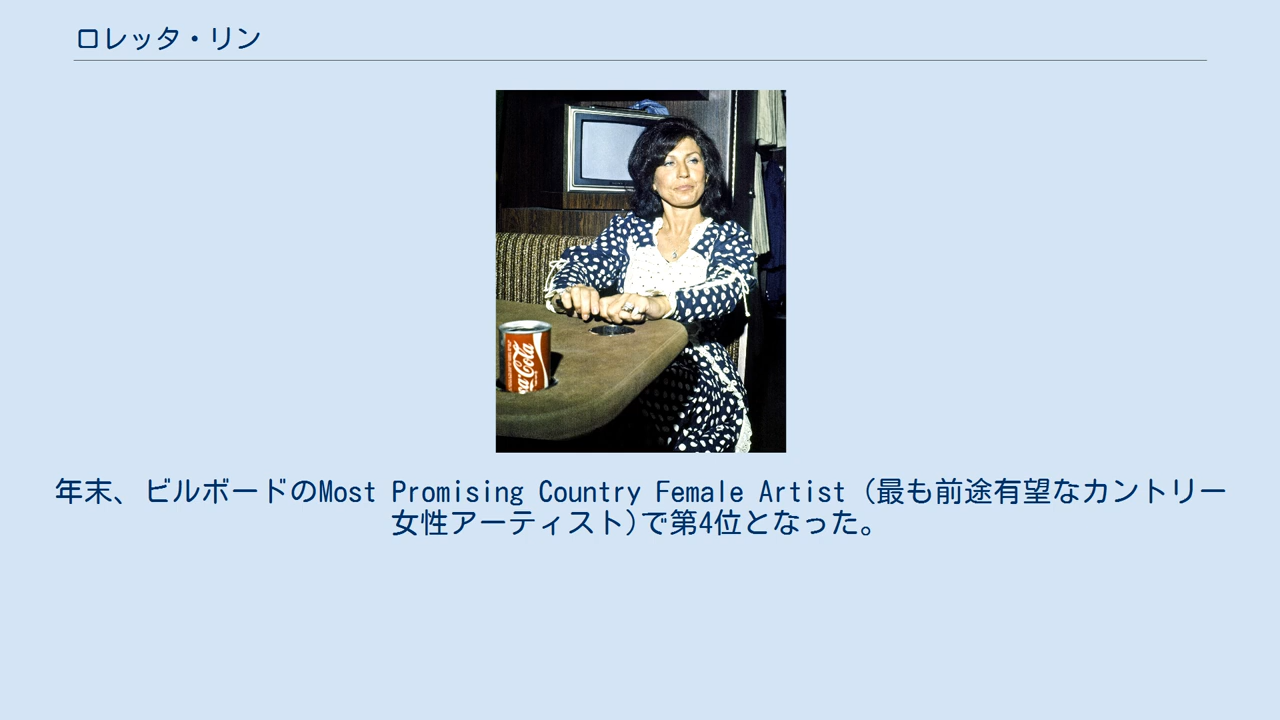 ロレッタ・リン
Coca-Cola
年末、ビルボードのMost Promising Country Female Artist (最も前途有望なカントリー
女性アーティスト)で第4位となった。